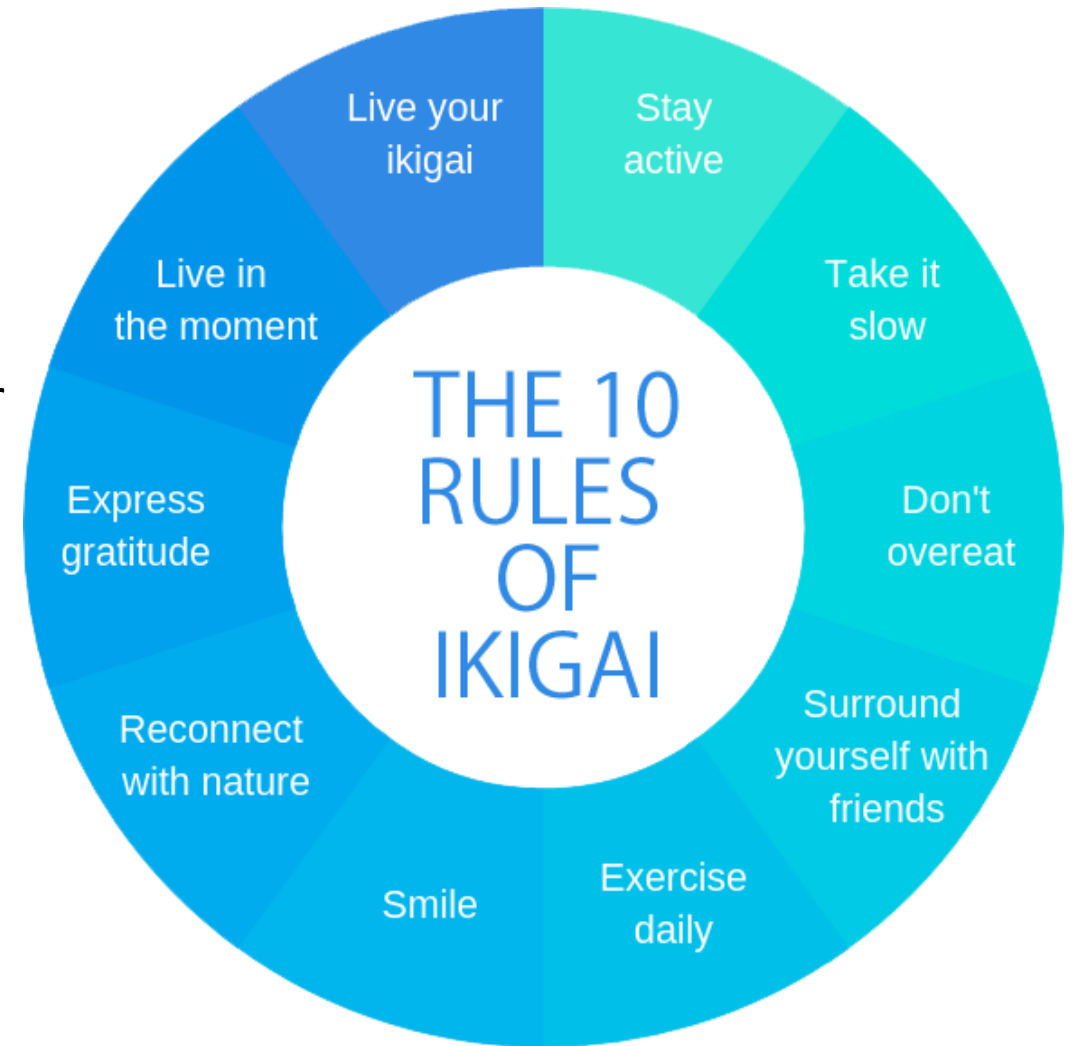 THE 10
RULES
OF
IKIGAI
Stay
active
Take it
slow
Don't
overeat
Surround
yourself with
friends
Exercise
daily
Smile
Reconnect
with nature
Express
gratitude
Live in
the moment
Live your
ikigai